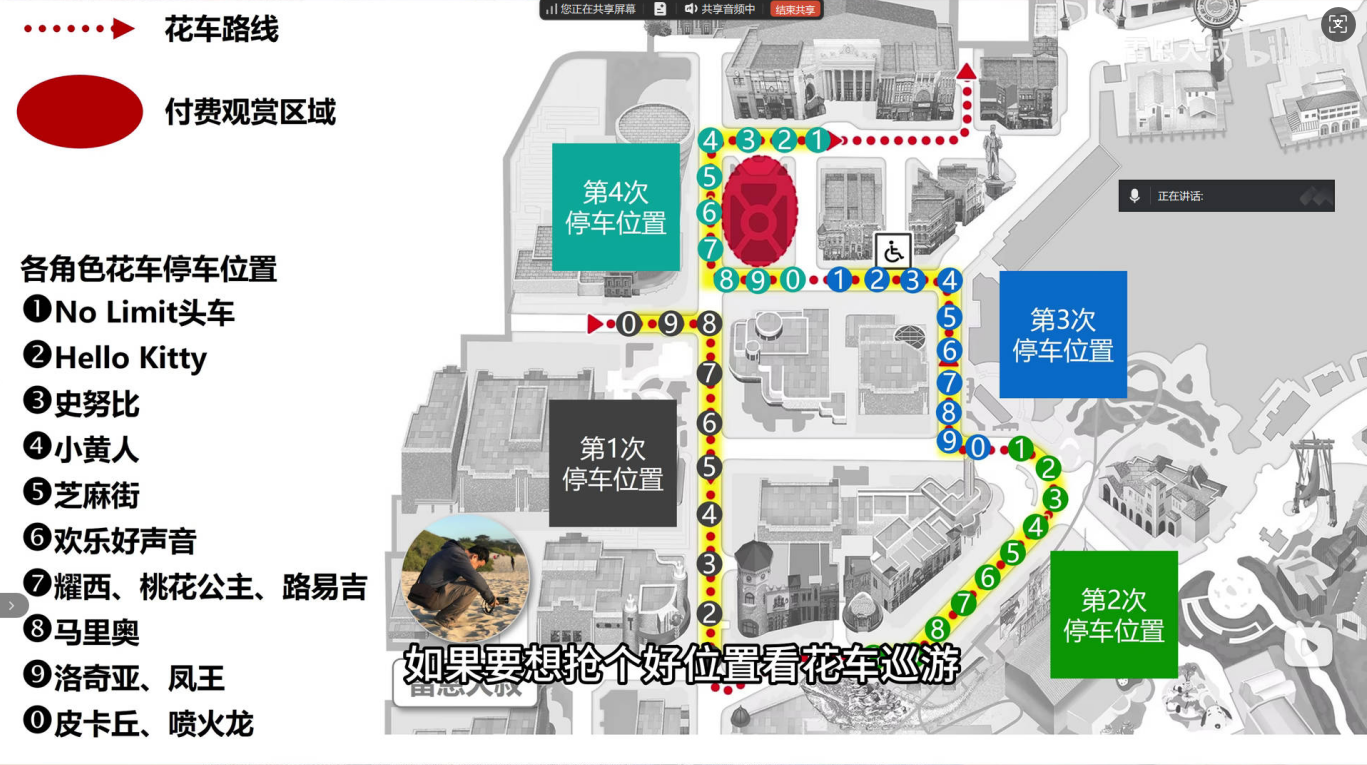 您正在共享屏幕 共享音频中 结束共享
花车路线
付费观赏区域
正在讲话:
各角色花车停车位置
❶No Limit头车
❷Hello Kitty
❸史努比
❹小黄人
❺芝麻街
❻欢乐好声音
❼耀西、桃花公主、路易吉
❽马里奥
❾洛奇亚、凤王
⓿皮卡丘、喷火龙
4 3 2 1
5
6
7
8 9 0
第4次
停车位置
1 2 3 4
5
6
7
8
9 0
第3次
停车位置
0 9 8
7
6
5
4
3
2
第1次
停车位置
1
2
3
4
5
6
7
8
第2次
停车位置
如果要想抢个好位置看花车巡游